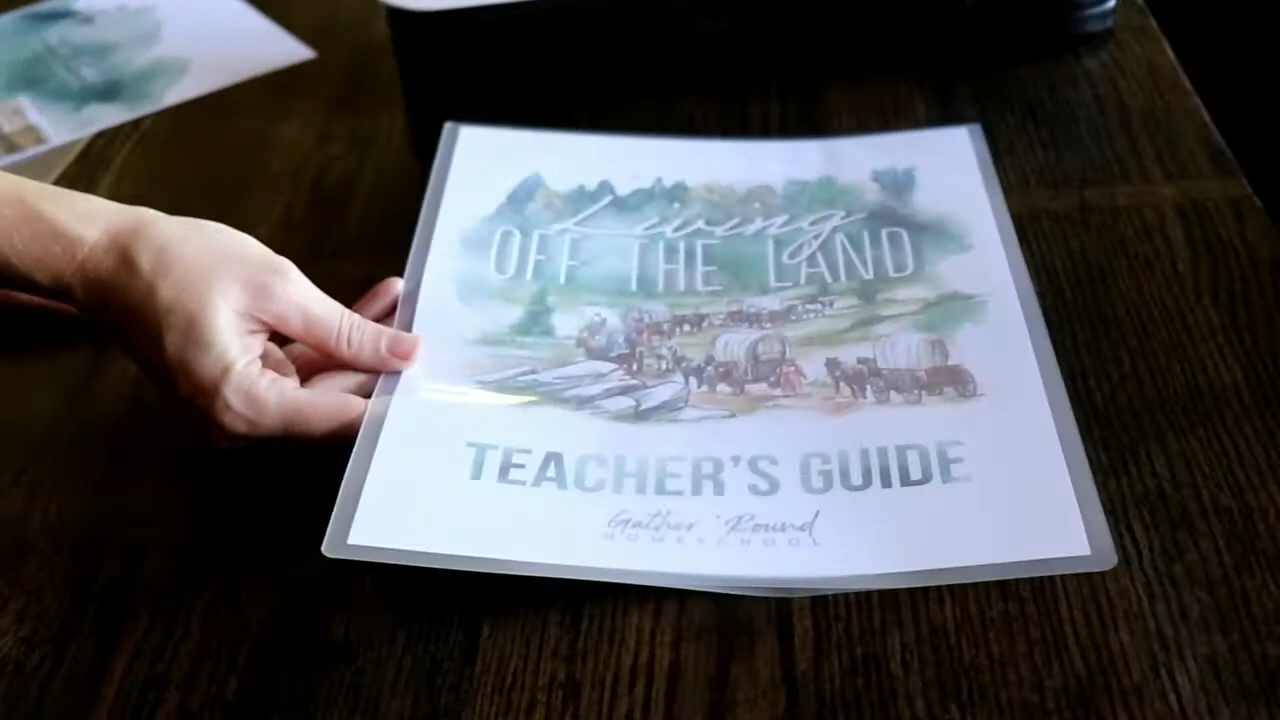 Living
OFF THE LAND
TEACHER'S GUIDE
Gather 'Round
HOMESCHOOL